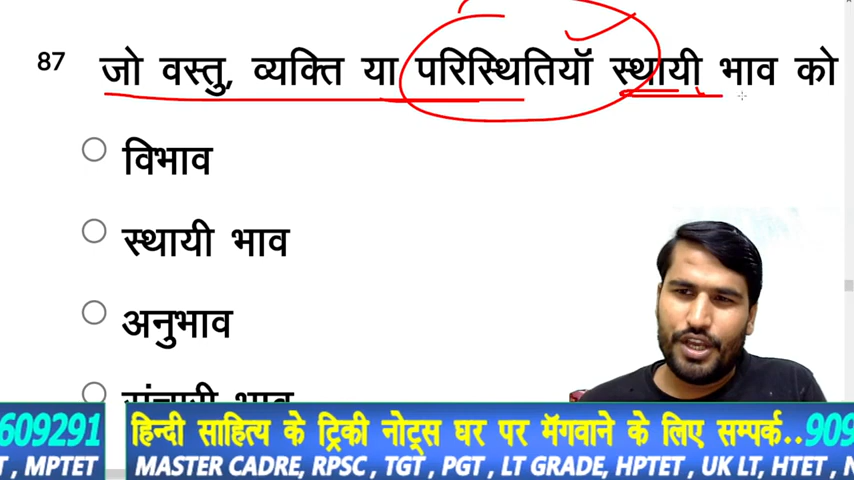 87 जो वस्तु, व्यक्ति या परिस्थितियाॅ स्थायी भाव को
विभाव
स्थायी भाव
अनुभाव
संचारी भाव
609291 हिन्दी साहित्य के ट्रिकी नोट्स घर पर मॅगवाने के लिए सम्पर्क..909
T , MPTET MASTER CADRE, RPSC , TGT , PGT , LT GRADE, HPTET , UK LT, HTET , N